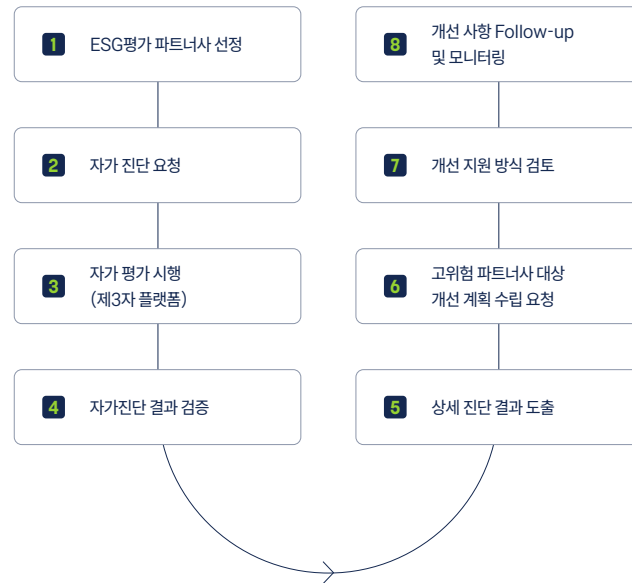 1 ESG평가 파트너사 선정
2 자가 진단 요청
3 자가 평가 시행
(제3자 플랫폼)
4 자가진단 결과 검증
5 상세 진단 결과 도출
6 고위험 파트너사 대상
개선 계획 수립 요청
7 개선 지원 방식 검토
8 개선 사항 Follow-up
및 모니터링